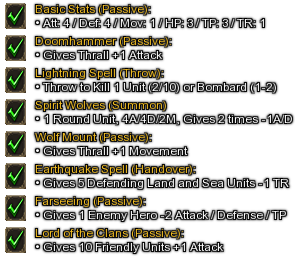 Basic Stats (Passive):
• Att: 4 / Def: 4 / Mov: 1 / HP: 3 / TP: 3 / TR: 1
Doomhammer (Passive):
• Gives Thrall +1 Attack
Lightning Spell (Throw):
• Throw to Kill 1 Unit (2/10) or Bombard (1-2)
Spirit Wolves (Summon)
• 1 Round Unit, 4A/4D/2M, Gives 2 times -1A/D
Wolf Mount (Passive):
• Gives Thrall +1 Movement
Earthquake Spell (Handover):
• Gives 5 Defending Land and Sea Units -1 TR
Farseeing (Passive):
• Gives 1 Enemy Hero -2 Attack / Defense / TP
Lord of the Clans (Passive):
• Gives 10 Friendly Units +1 Attack